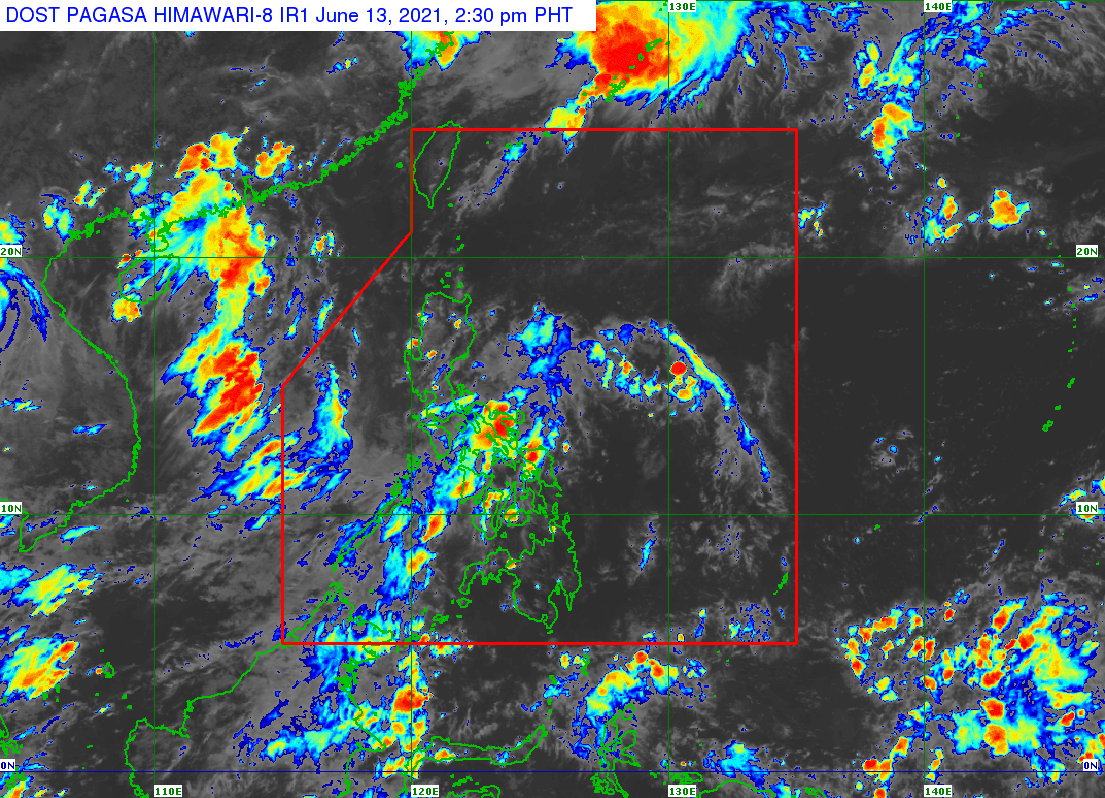 DOST PAGASA HIMAWARI-8 IR1 June 13, 2021, 2:30 pm PHT
130E 140E
20N 20N
10N 10N
0N 0N
110E 120E 130E 140E